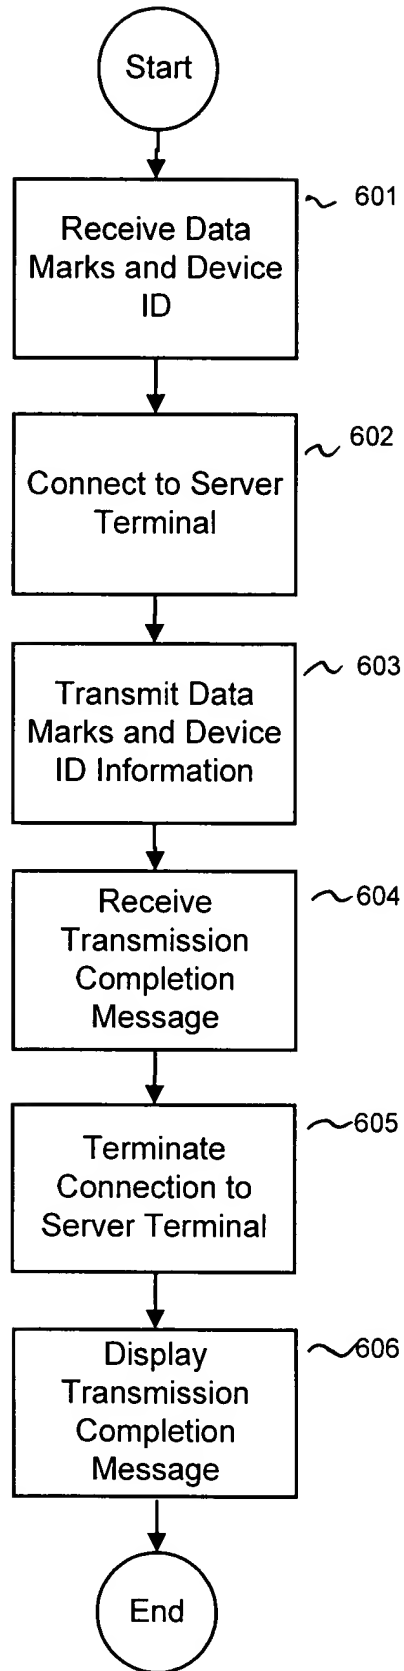 Start
601
Receive Data
Marks and Device
ID
602
Connect to Server
Terminal
603
Transmit Data
Marks and Device
ID Information
604
Receive
Transmission
Completion
Message
605
Terminate
Connection to
Server Terminal
606
Display
Transmission
Completion
Message
End